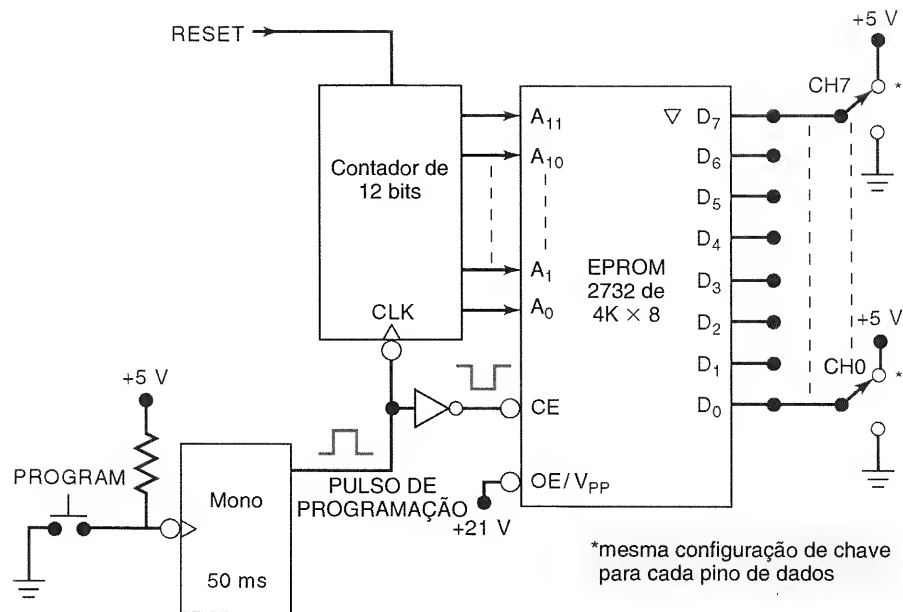 RESET
+5 V
CH7
*
Contador de
12 bits
CLK
A11
A10
A1
A0
EPROM
2732 de
4K × 8
▽
D7
D6
D5
D4
D3
D2
D1
D0
+5 V
CH0
*
CE
OE/VPP
+21 V
+5 V
PROGRAM
Mono
50 ms
PULSO DE
PROGRAMAÇÃO
*mesma configuração de chave
para cada pino de dados